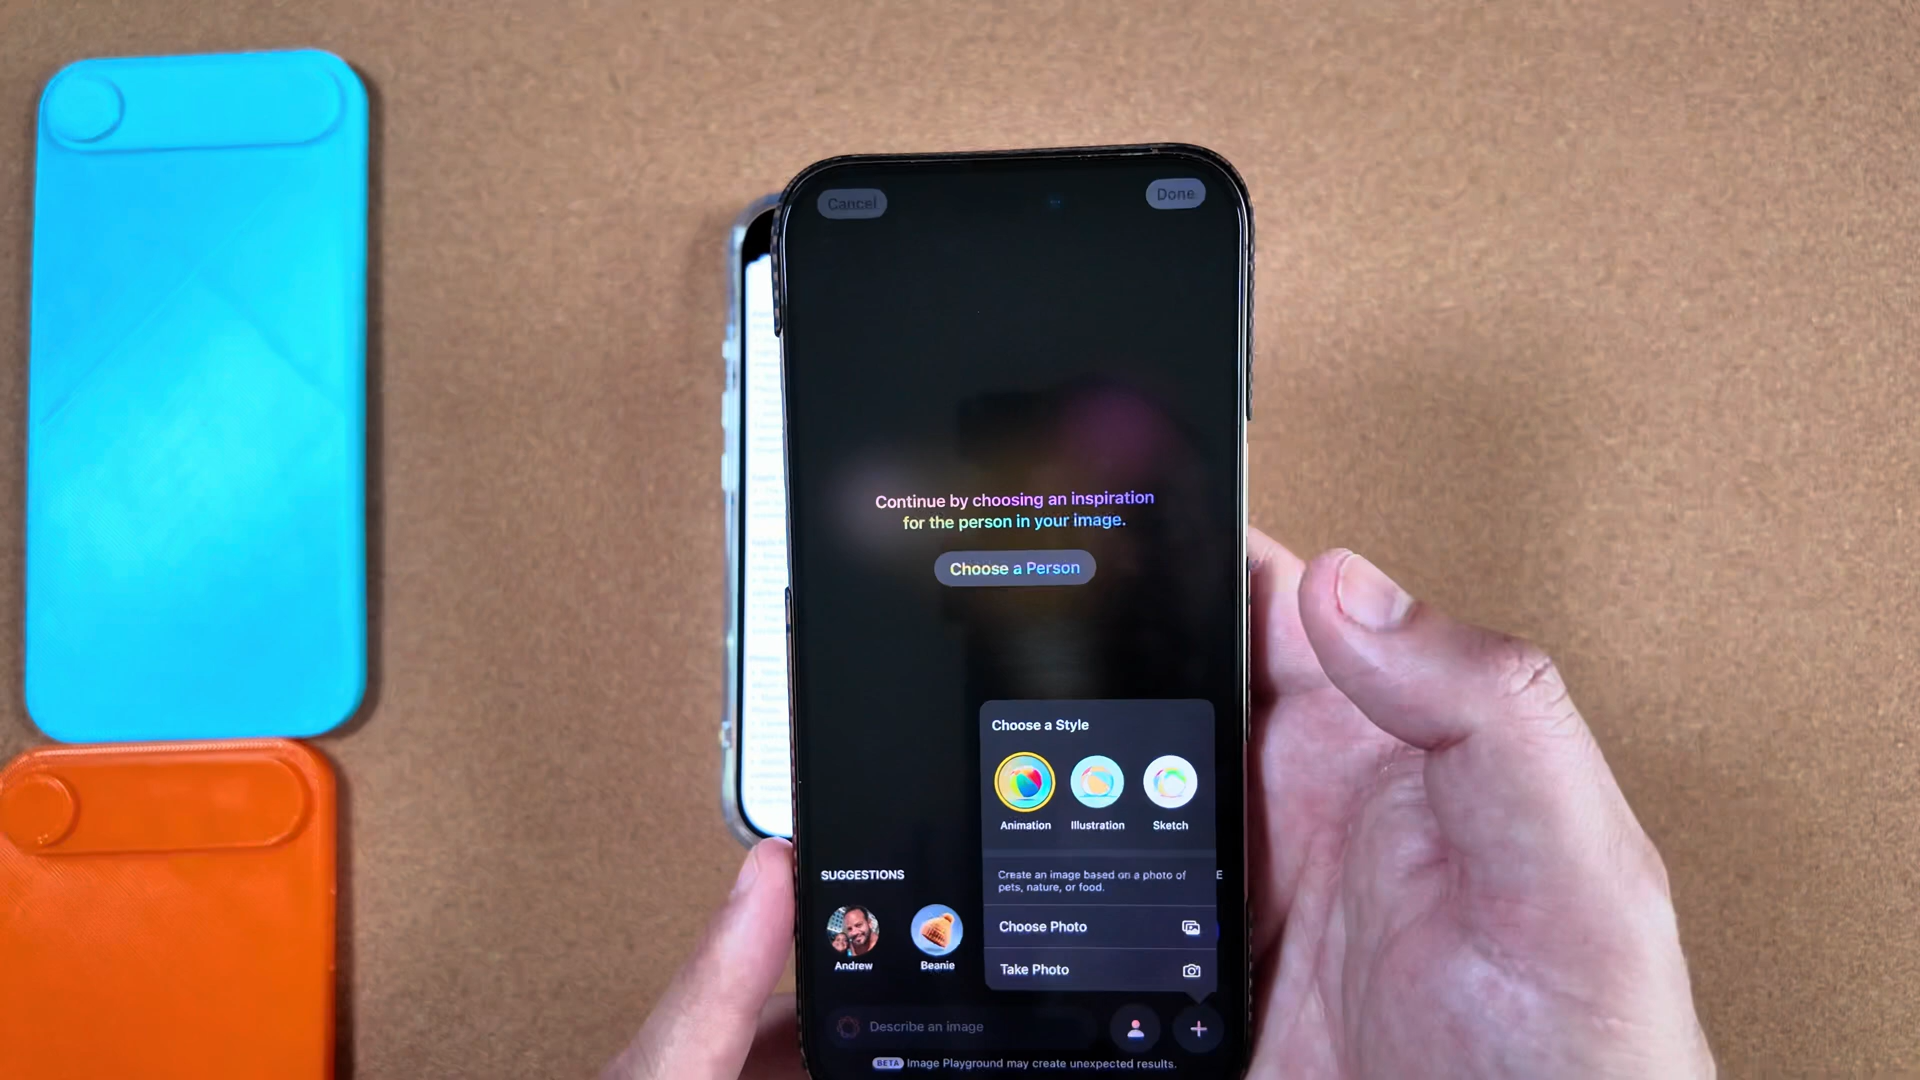 Cancel
Done
Continue by choosing an inspiration
for the person in your image.
Choose a Person
Choose a Style
Animation
Illustration
Sketch
Create an image based on a photo of
pets, nature, or food.
Choose Photo
Take Photo
SUGGESTIONS
E
Andrew
Beanie
Describe an image
BETA Image Playground may create unexpected results.